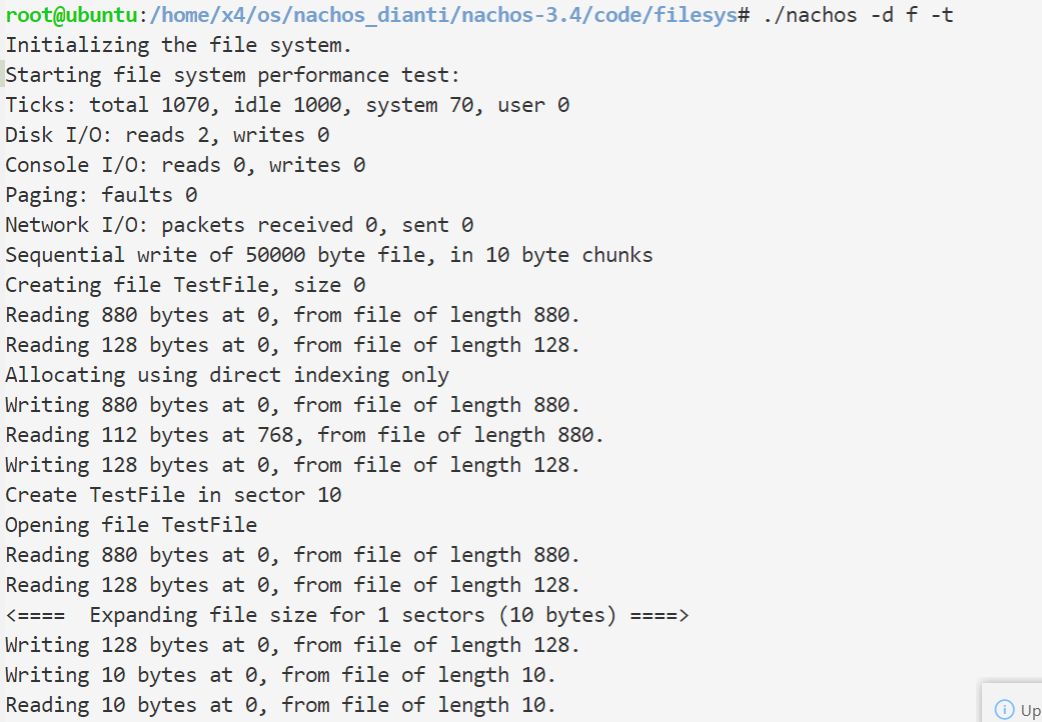 root@ubuntu:/home/x4/os/nachos_dianti/nachos-3.4/code/filesys# ./nachos -d f -t
Initializing the file system.
Starting file system performance test:
Ticks: total 1070, idle 1000, system 70, user 0
Disk I/O: reads 2, writes 0
Console I/O: reads 0, writes 0
Paging: faults 0
Network I/O: packets received 0, sent 0
Sequential write of 50000 byte file, in 10 byte chunks
Creating file TestFile, size 0
Reading 880 bytes at 0, from file of length 880.
Reading 128 bytes at 0, from file of length 128.
Allocating using direct indexing only
Writing 880 bytes at 0, from file of length 880.
Reading 112 bytes at 768, from file of length 880.
Writing 128 bytes at 0, from file of length 128.
Create TestFile in sector 10
Opening file TestFile
Reading 880 bytes at 0, from file of length 880.
Reading 128 bytes at 0, from file of length 128.
<====  Expanding file size for 1 sectors (10 bytes) ====>
Writing 128 bytes at 0, from file of length 128.
Writing 10 bytes at 0, from file of length 10.
Reading 10 bytes at 0, from file of length 10.
Up